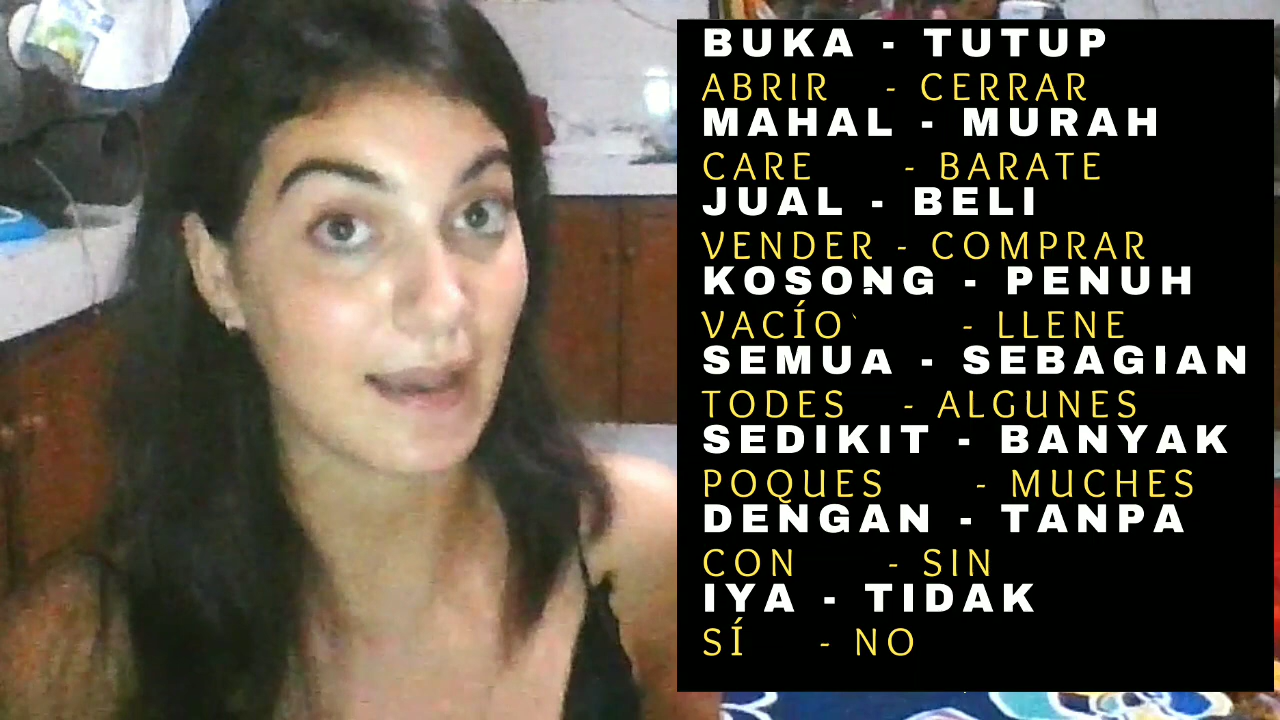 BUKA - TUTUP
ABRIR - CERRAR
MAHAL - MURAH
CARE - BARATE
JUAL - BELI
VENDER - COMPRAR
KOSONG - PENUH
VACÍO - LLENE
SEMUA - SEBAGIAN
TODES - ALGUNES
SEDIKIT - BANYAK
POQUES - MUCHES
DENGAN - TANPA
CON - SIN
IYA - TIDAK
SÍ - NO